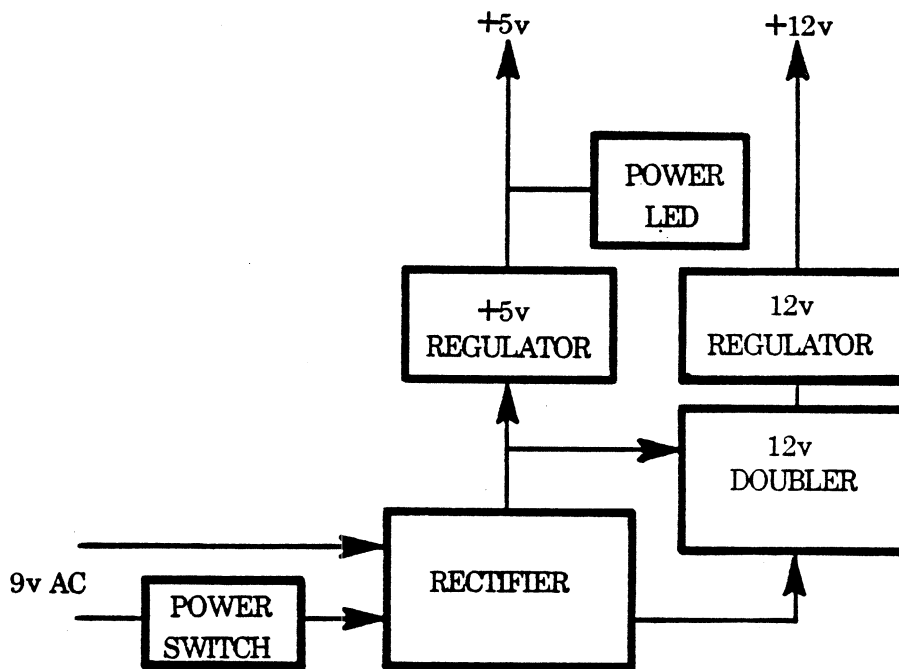 +5v
+12v
POWER
LED
+5v
REGULATOR
12v
REGULATOR
12v
DOUBLER
RECTIFIER
9v AC
POWER
SWITCH